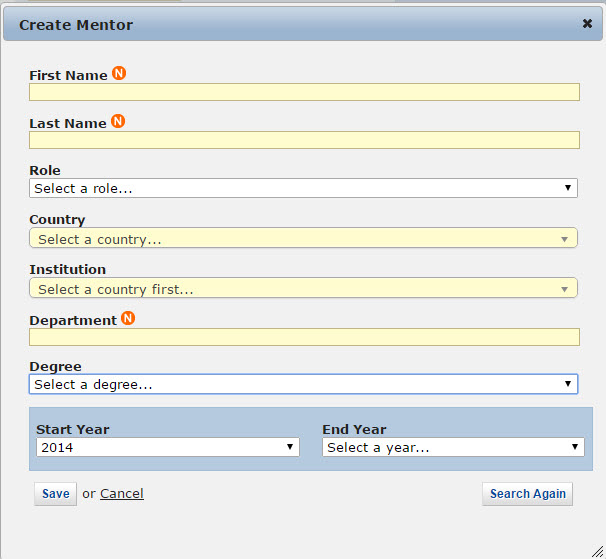 Create Mentor ✖
First Name N
Last Name N
Role
Select a role...
Country
Select a country...
Institution
Select a country first...
Department N
Degree
Select a degree...
Start Year End Year
2014 Select a year...
Save or Cancel Search Again